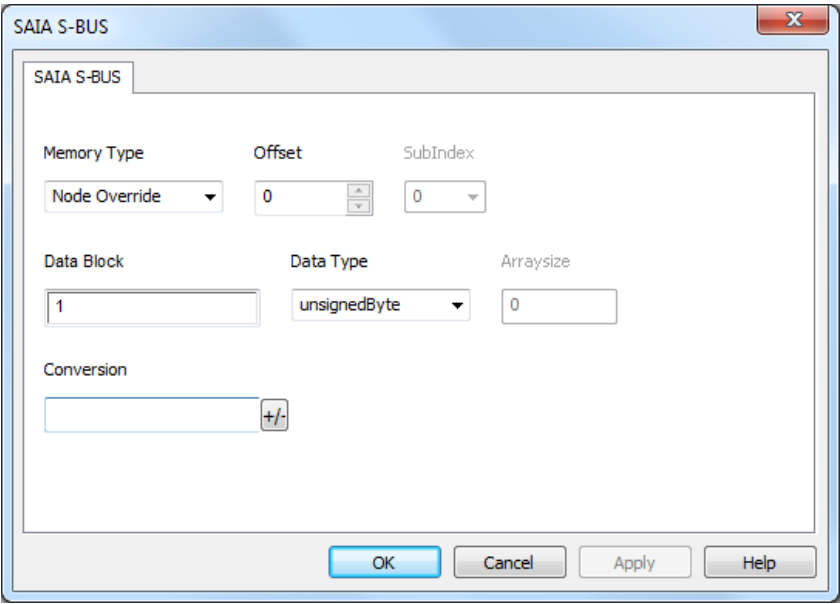 SAIA S-BUS
SAIA S-BUS
Memory Type Offset SubIndex
Node Override 0 0
Data Block Data Type Arraysize
1 unsignedByte 0
Conversion
+/-
OK Cancel Apply Help